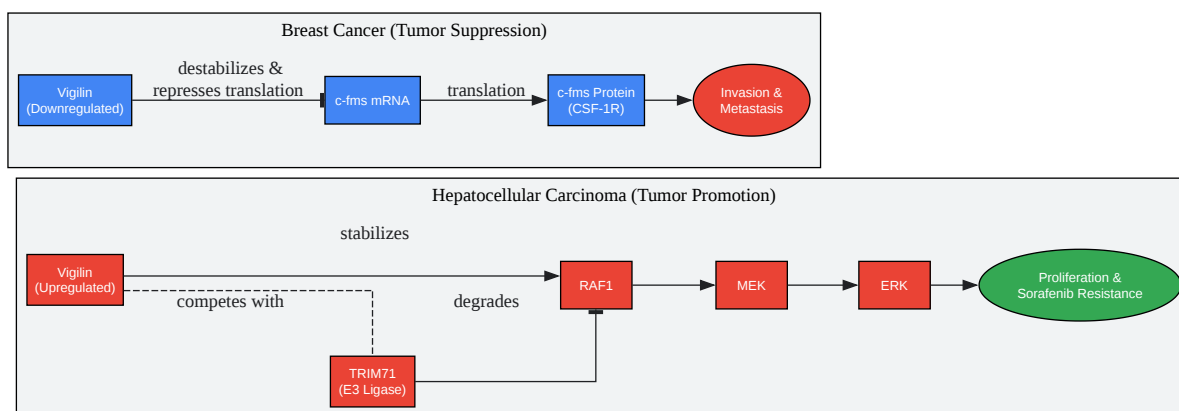 Breast Cancer (Tumor Suppression)
Vigilin
(Downregulated)
destabilizes &
represses translation
c-fms mRNA
translation
c-fms Protein
(CSF-1R)
Invasion &
Metastasis
Hepatocellular Carcinoma (Tumor Promotion)
Vigilin
(Upregulated)
stabilizes
competes with
degrades
RAF1
MEK
ERK
Proliferation &
Sorafenib Resistance
TRIM71
(E3 Ligase)